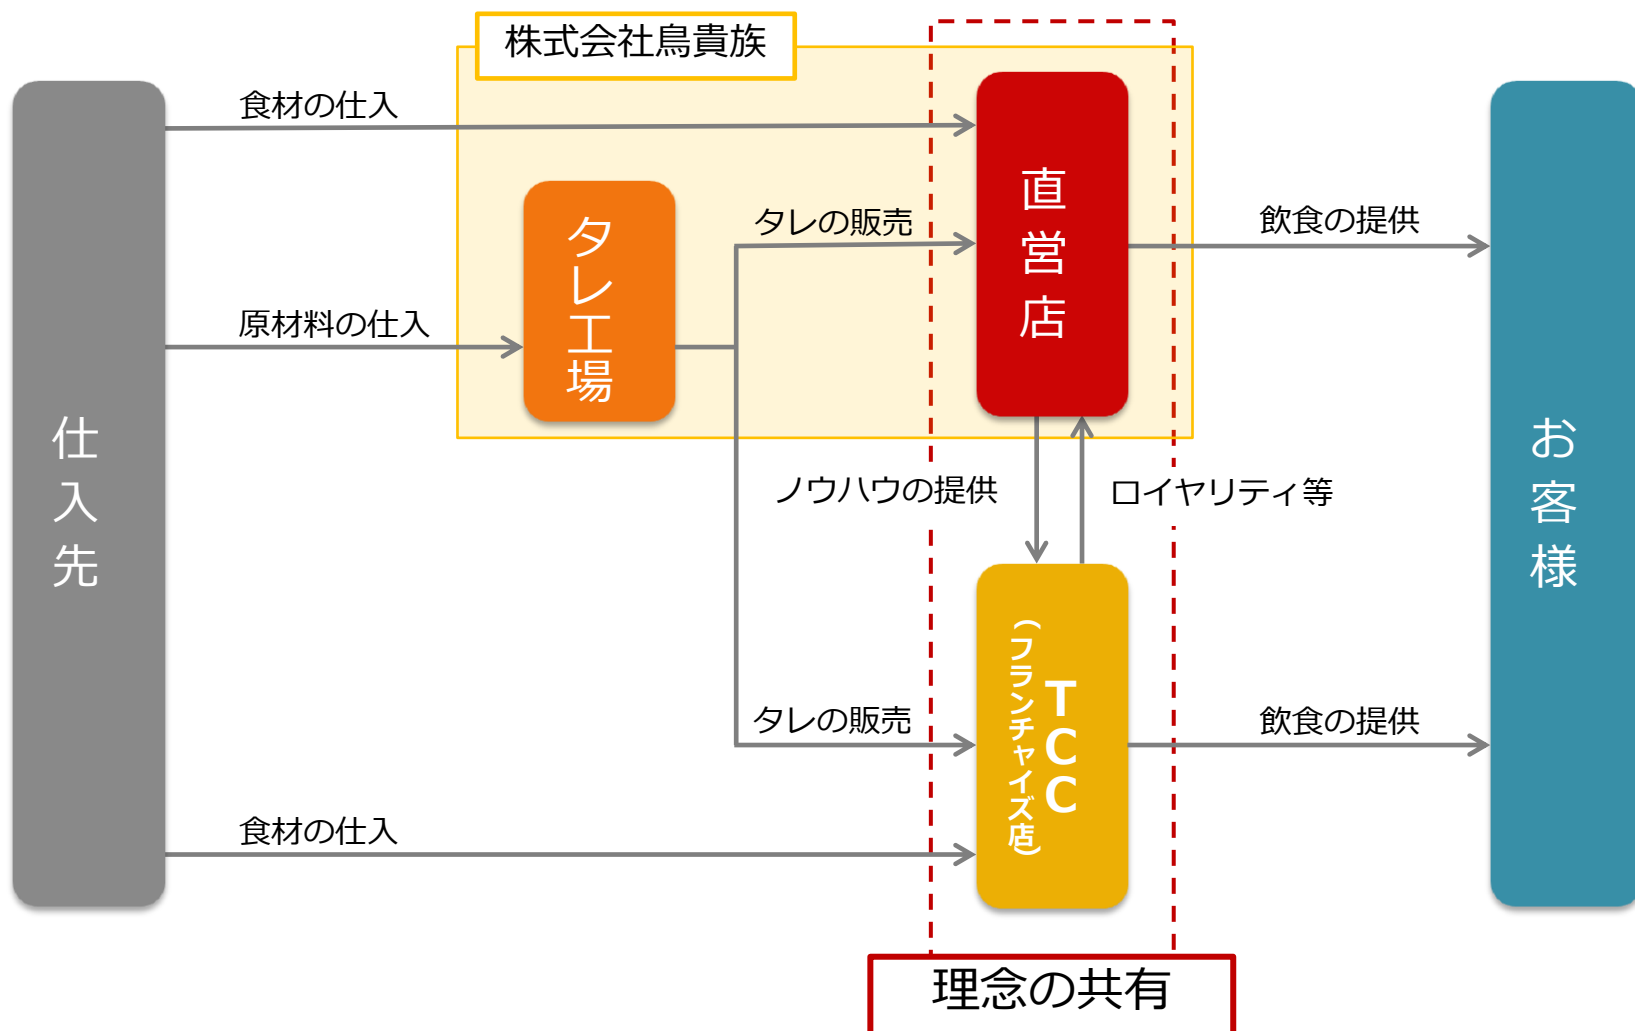 株式会社鳥貴族
仕入先
食材の仕入
原材料の仕入
食材の仕入
タレ工場
タレの販売
タレの販売
直営店
ノウハウの提供
ロイヤリティ等
TCC
(フランチャイズ店)
飲食の提供
飲食の提供
お客様
理念の共有